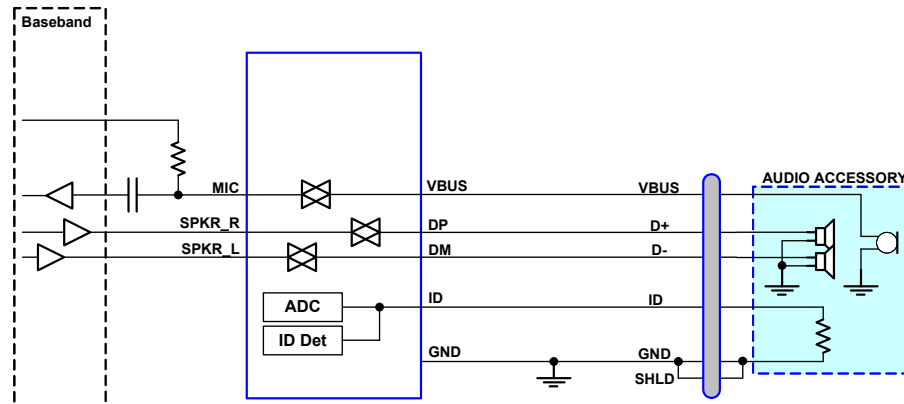 Baseband
AUDIO ACCESSORY
MIC
VBUS
VBUS
SPKR_R
DP
D+
SPKR_L
DM
D-
ADC
ID
ID
ID Det
GND
GND
SHLD